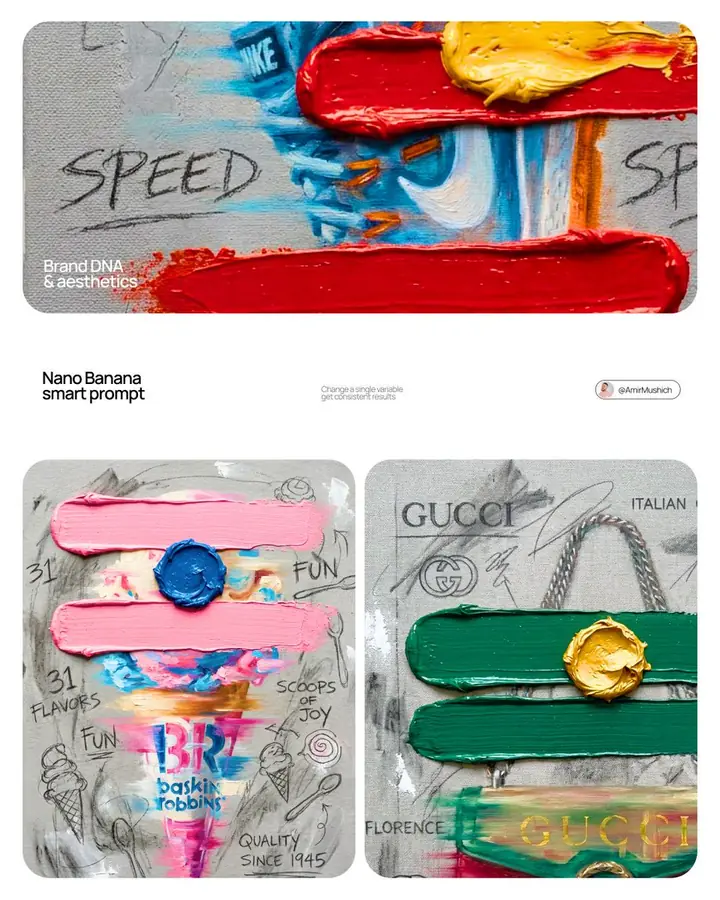 NIKE
SPEED
SP
Brand DNA
& aesthetics
Nano Banana
smart prompt
Change a single variable
get consistent results
@AmirMushich
31
FUN
31
FLAVORS
FUN
SCOOPS
OF
JOY
BR
baskin
robbins
QUALITY
SINCE 1945
GUCCI
ITALIAN
FLORENCE
GUCCI